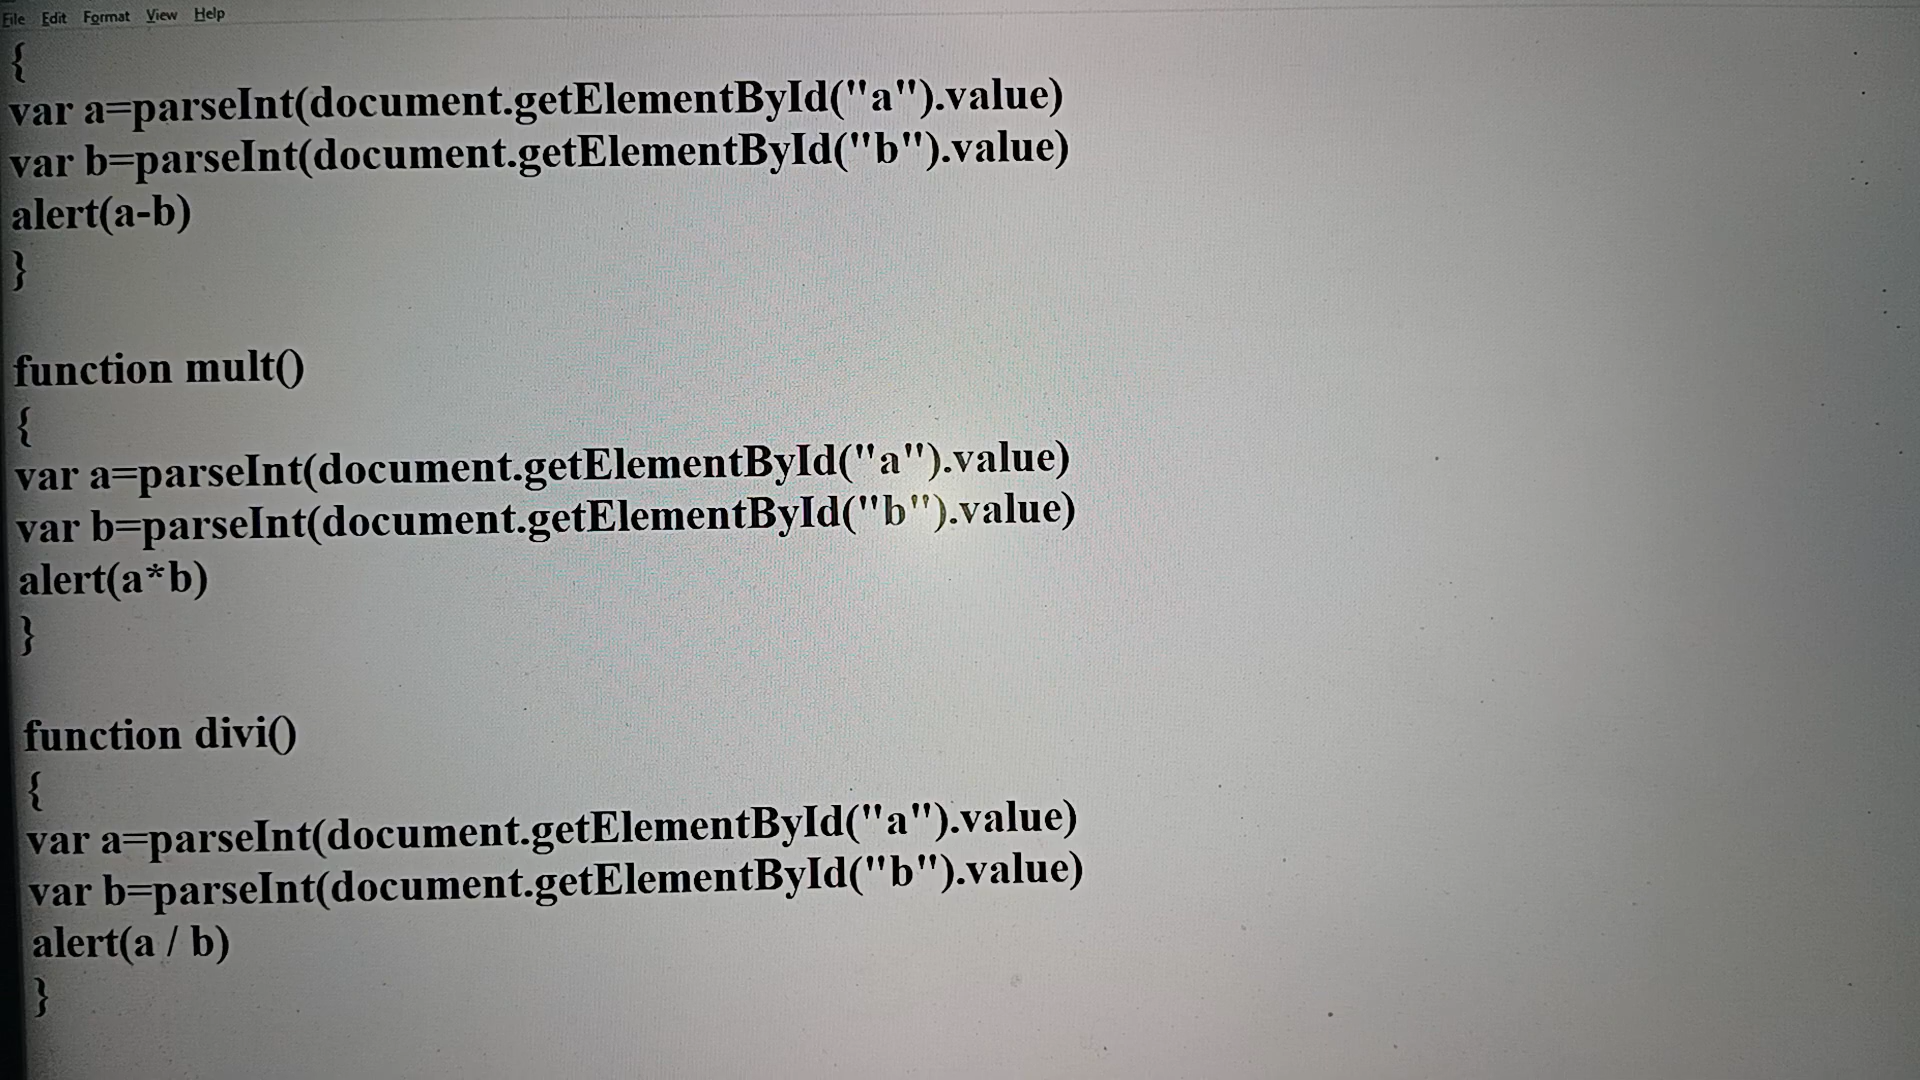 File Edit Format View Help
{
var a=parseInt(document.getElementById("a").value)
var b=parseInt(document.getElementById("b").value)
alert(a-b)
}
function mult()
{
var a=parseInt(document.getElementById("a").value)
var b=parseInt(document.getElementById("b").value)
alert(a*b)
}
function divi()
{
var a=parseInt(document.getElementById("a").value)
var b=parseInt(document.getElementById("b").value)
alert(a / b)
}